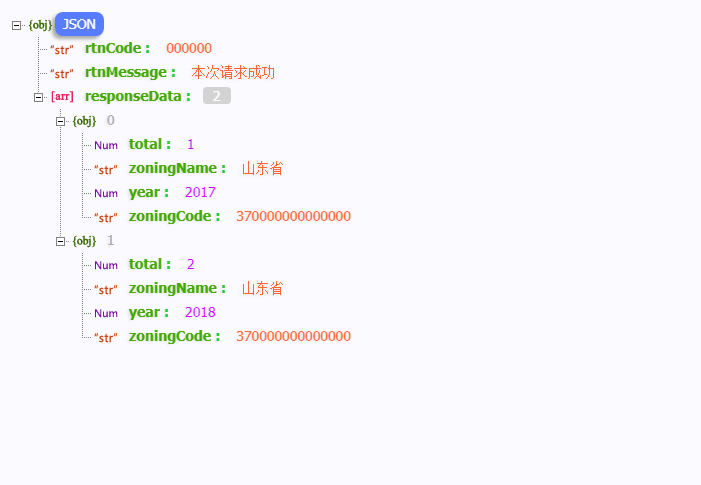 {obj} JSON
"str" rtnCode : 000000
"str" rtnMessage : 本次请求成功
[arr] responseData : 2
{obj} 0
Num total : 1
"str" zoningName : 山东省
Num year : 2017
"str" zoningCode : 370000000000000
{obj} 1
Num total : 2
"str" zoningName : 山东省
Num year : 2018
"str" zoningCode : 370000000000000